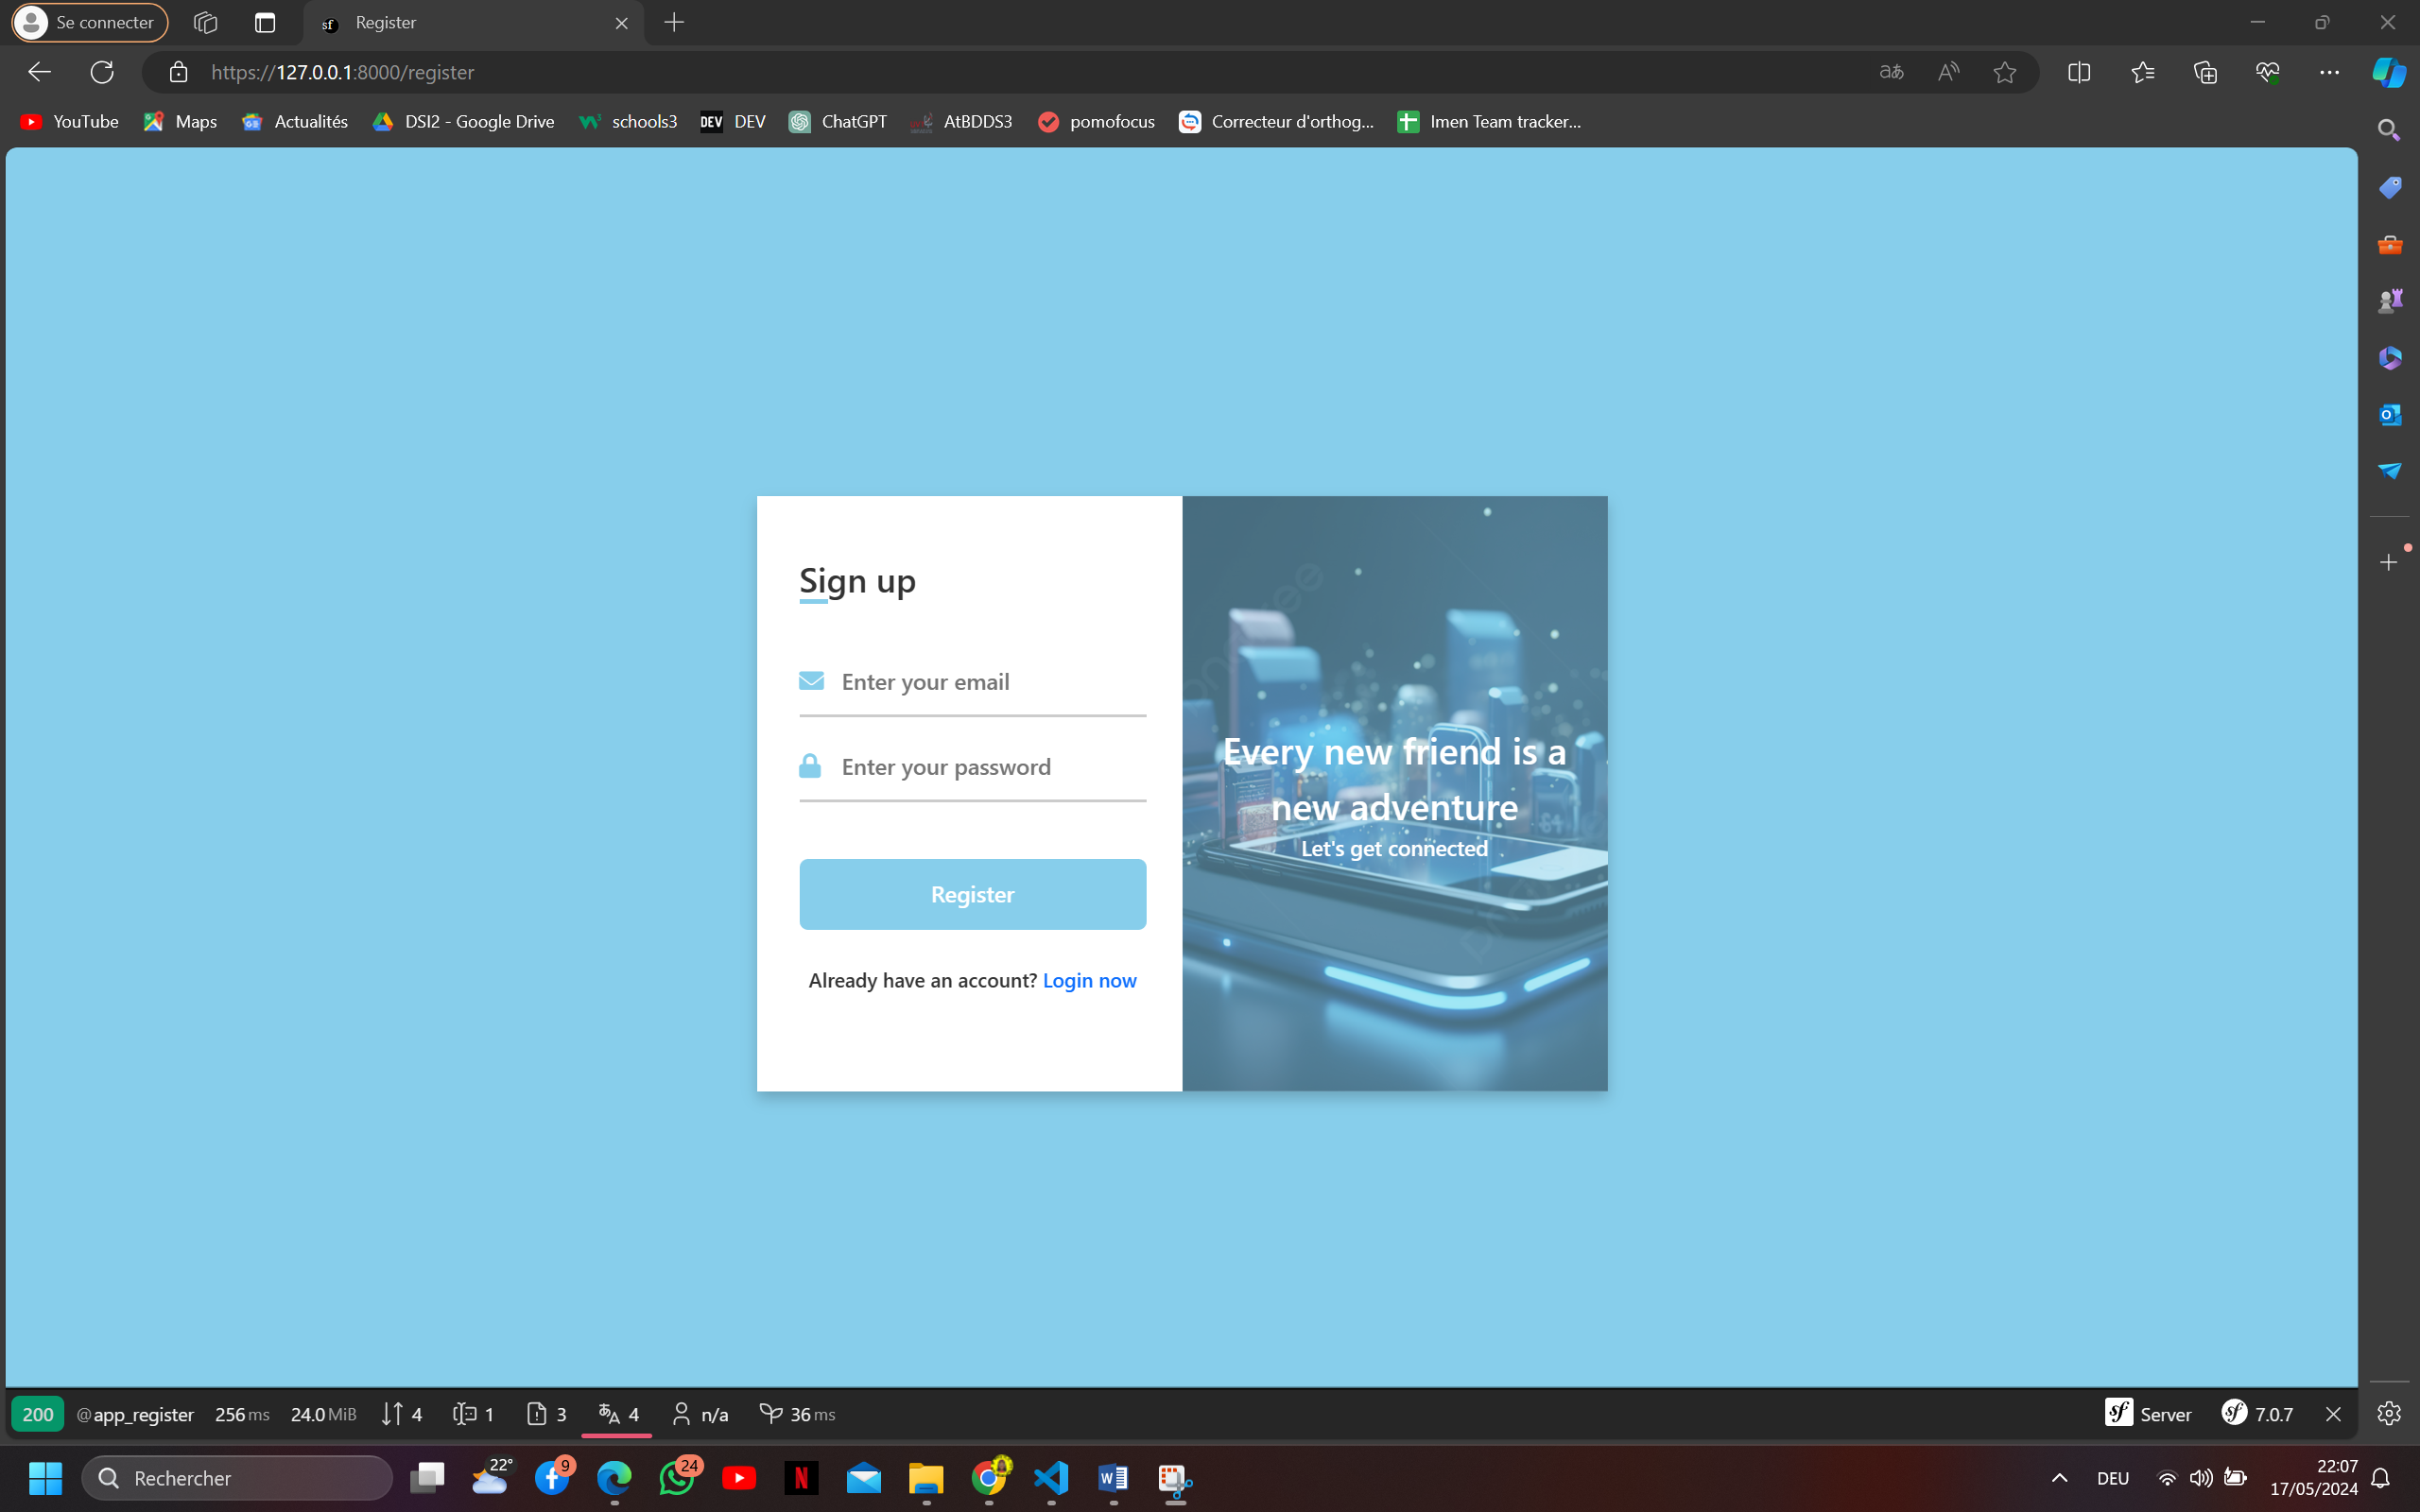 Se connecter
Register
https://127.0.0.1:8000/register
YouTube
Maps
Actualités
DSI2 - Google Drive
schools3
DEV DEV
ChatGPT
AtBDDS3
pomofocus
Correcteur d'orthog...
Imen Team tracker...
Sign up
Enter your email
Enter your password
Register
Already have an account? Login now
Every new friend is a
new adventure
Let's get connected
200 @app_register 256 ms 24.0 MiB 4 1 3 4 n/a 36 ms
Server 7.0.7
Rechercher
22°
9
24
DEU
22:07
17/05/2024